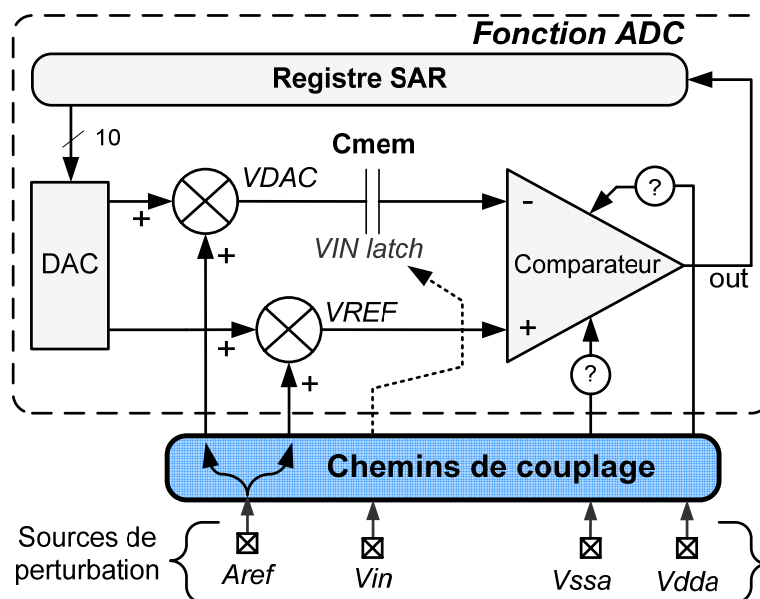 Fonction ADC
Registre SAR
10
Cmem
VDAC
+
+
-
?
DAC
VIN latch
Comparateur
out
VREF
+
+
+
?
Chemins de couplage
Sources de
perturbation
Aref
Vin
Vssa
Vdda